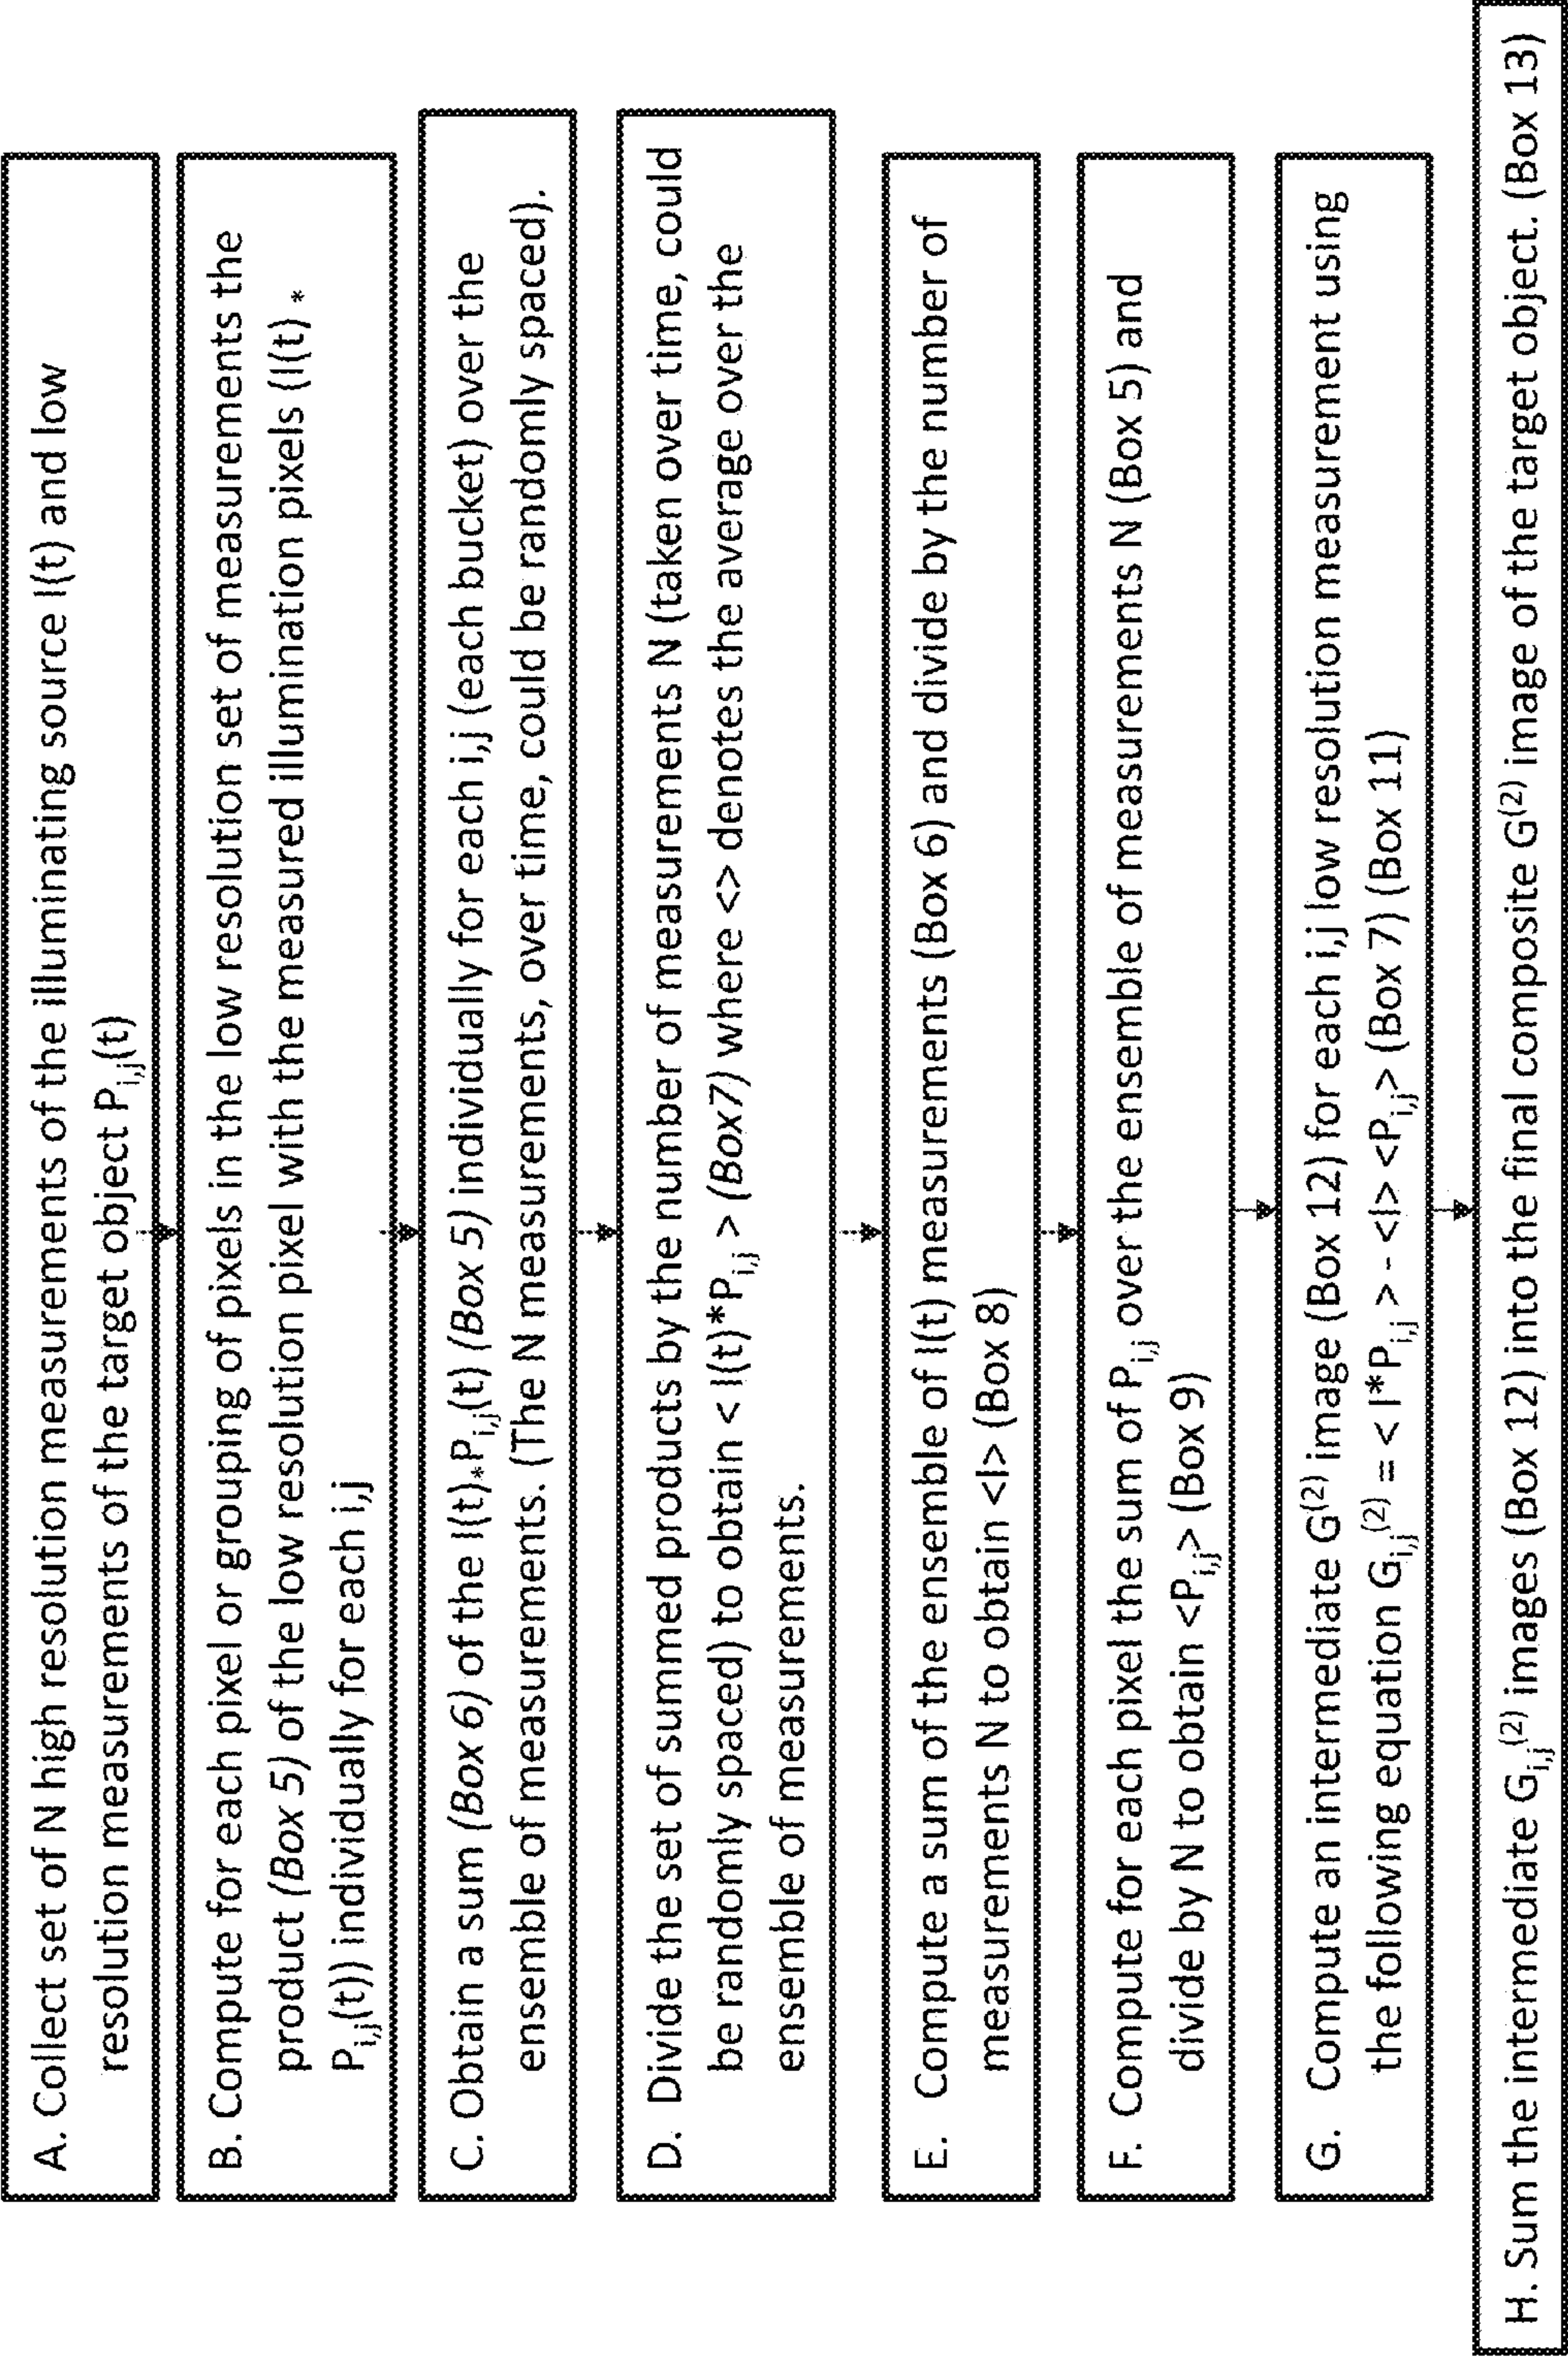 A. Collect set of N high resolution measurements of the illuminating source I(t) and low
resolution measurements of the target object P_{i,j}(t)
B. Compute for each pixel or grouping of pixels in the low resolution set of measurements the
product (Box 5) of the low resolution pixel with the measured illumination pixels (I(t) *
P_{i,j}(t)) individually for each i,j
C. Obtain a sum (Box 6) of the I(t)*P_{i,j}(t) (Box 5) individually for each i,j (each bucket) over the
ensemble of measurements. (The N measurements, over time, could be randomly spaced).
D. Divide the set of summed products by the number of measurements N (taken over time, could
be randomly spaced) to obtain < I(t)*P_{i,j} > (Box7) where <> denotes the average over the
ensemble of measurements.
E. Compute a sum of the ensemble of I(t) measurements (Box 6) and divide by the number of
measurements N to obtain <I> (Box 8)
F. Compute for each pixel the sum of P_{i,j} over the ensemble of measurements N (Box 5) and
divide by N to obtain <P_{i,j}> (Box 9)
G. Compute an intermediate G^{(2)} image (Box 12) for each i,j low resolution measurement using
the following equation G_{i,j}^{(2)} = < I*P_{i,j} > - <I> <P_{i,j}> (Box 7) (Box 11)
H. Sum the intermediate G_{i,j}^{(2)} images (Box 12) into the final composite G^{(2)} image of the target object. (Box 13)